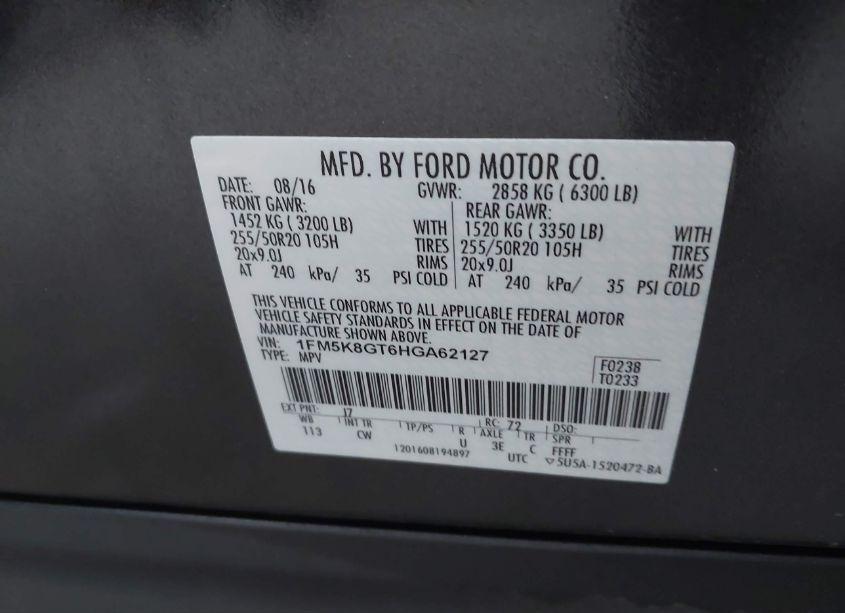 MFD. BY FORD MOTOR CO.
DATE: 08/16 GVWR: 2858 KG ( 6300 LB)
FRONT GAWR: REAR GAWR:
1452 KG ( 3200 LB) WITH 1520 KG ( 3350 LB) WITH
255/50R20 105H TIRES 255/50R20 105H TIRES
20x9.0J RIMS 20x9.0J RIMS
AT 240 kPa/ 35 PSI COLD AT 240 kPa/ 35 PSI COLD
THIS VEHICLE CONFORMS TO ALL APPLICABLE FEDERAL MOTOR
VEHICLE SAFETY STANDARDS IN EFFECT ON THE DATE OF
MANUFACTURE SHOWN ABOVE.
VIN: 1FM5K8GT6HGA62127
TYPE: MPV
F0238
T0233
EXT PNT: J7 RC: 72 DSO:
WB INT TR TP/PS R AXLE TR SPR
113 CW U 3E C FFFF
1201608194897 UTC ▽5U5A-1520472-BA